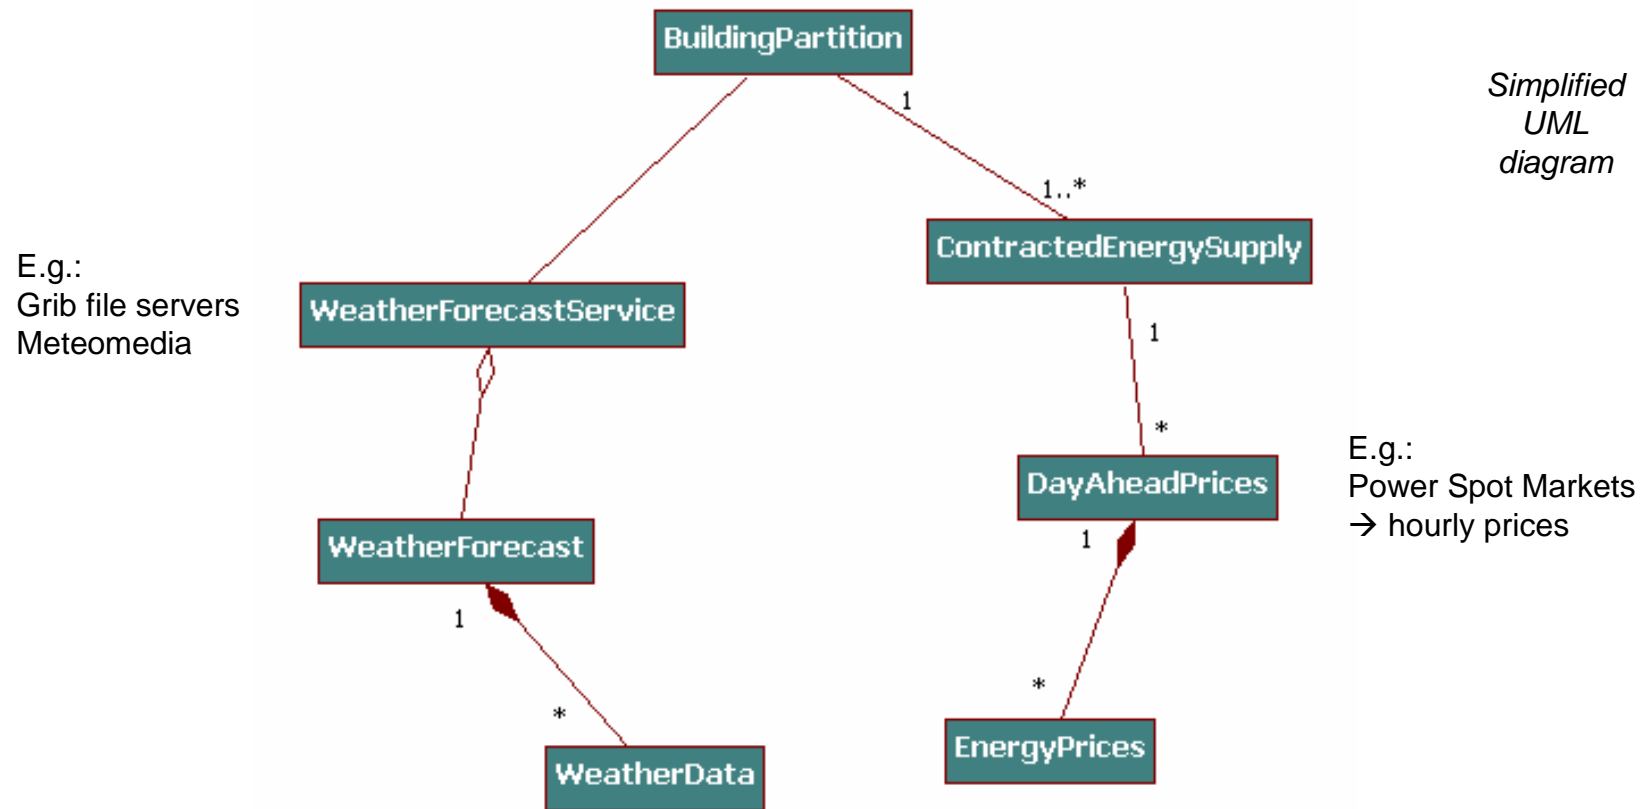 BuildingPartition
Simplified
UML
diagram
1
1..*
ContractedEnergySupply
E.g.:
Grib file servers
Meteomedia
WeatherForecastService
1
*
E.g.:
Power Spot Markets
→ hourly prices
DayAheadPrices
1
WeatherForecast
1
*
*
EnergyPrices
WeatherData